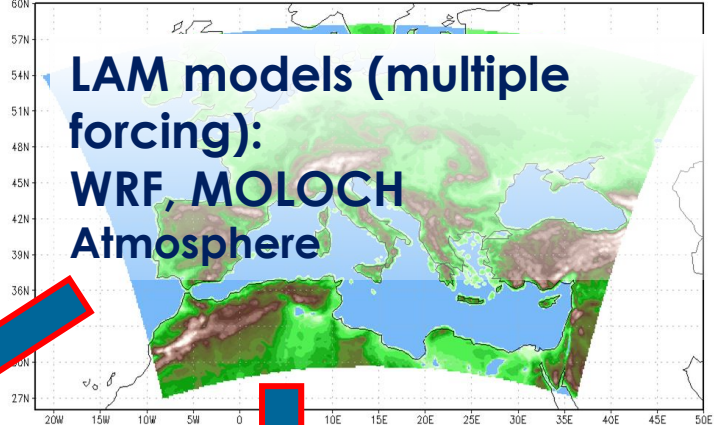 60N
57N
54N
51N
48N
45N
42N
39N
36N
27N
LAM models (multiple
forcing):
WRF, MOLOCH
Atmosphere
20W 15W 10W 5W 0 10E 15E 20E 25E 30E 35E 40E 45E 50E